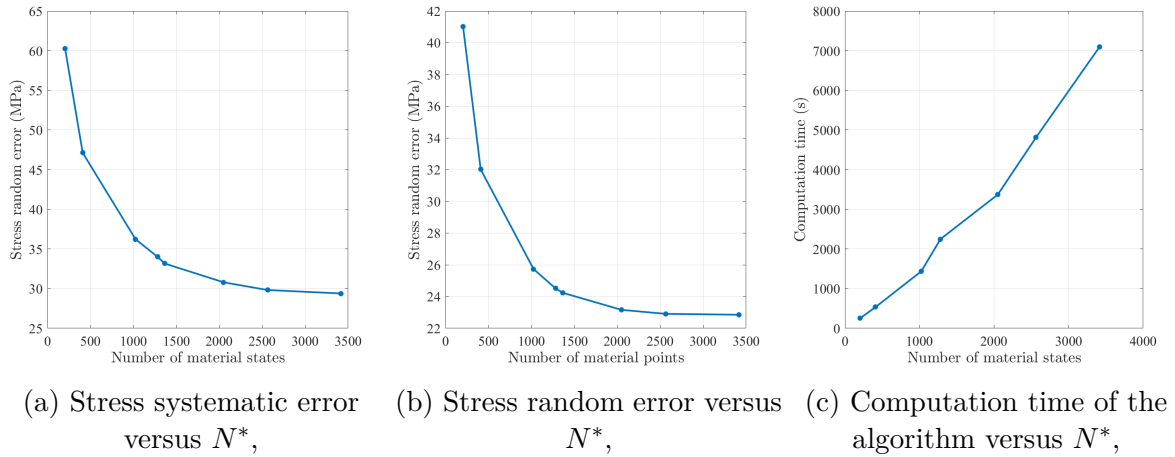 65
60
55
50
45
40
35
30
25
0 500 1000 1500 2000 2500 3000 3500
Stress random error (MPa)
Number of material states
42
40
38
36
34
32
30
28
26
24
22
0 500 1000 1500 2000 2500 3000 3500
Stress random error (MPa)
Number of material points
8000
7000
6000
5000
4000
3000
2000
1000
0
0 1000 2000 3000 4000
Computation time (s)
Number of material states
(a) Stress systematic error
versus N*,
(b) Stress random error versus
N*,
(c) Computation time of the
algorithm versus N*,